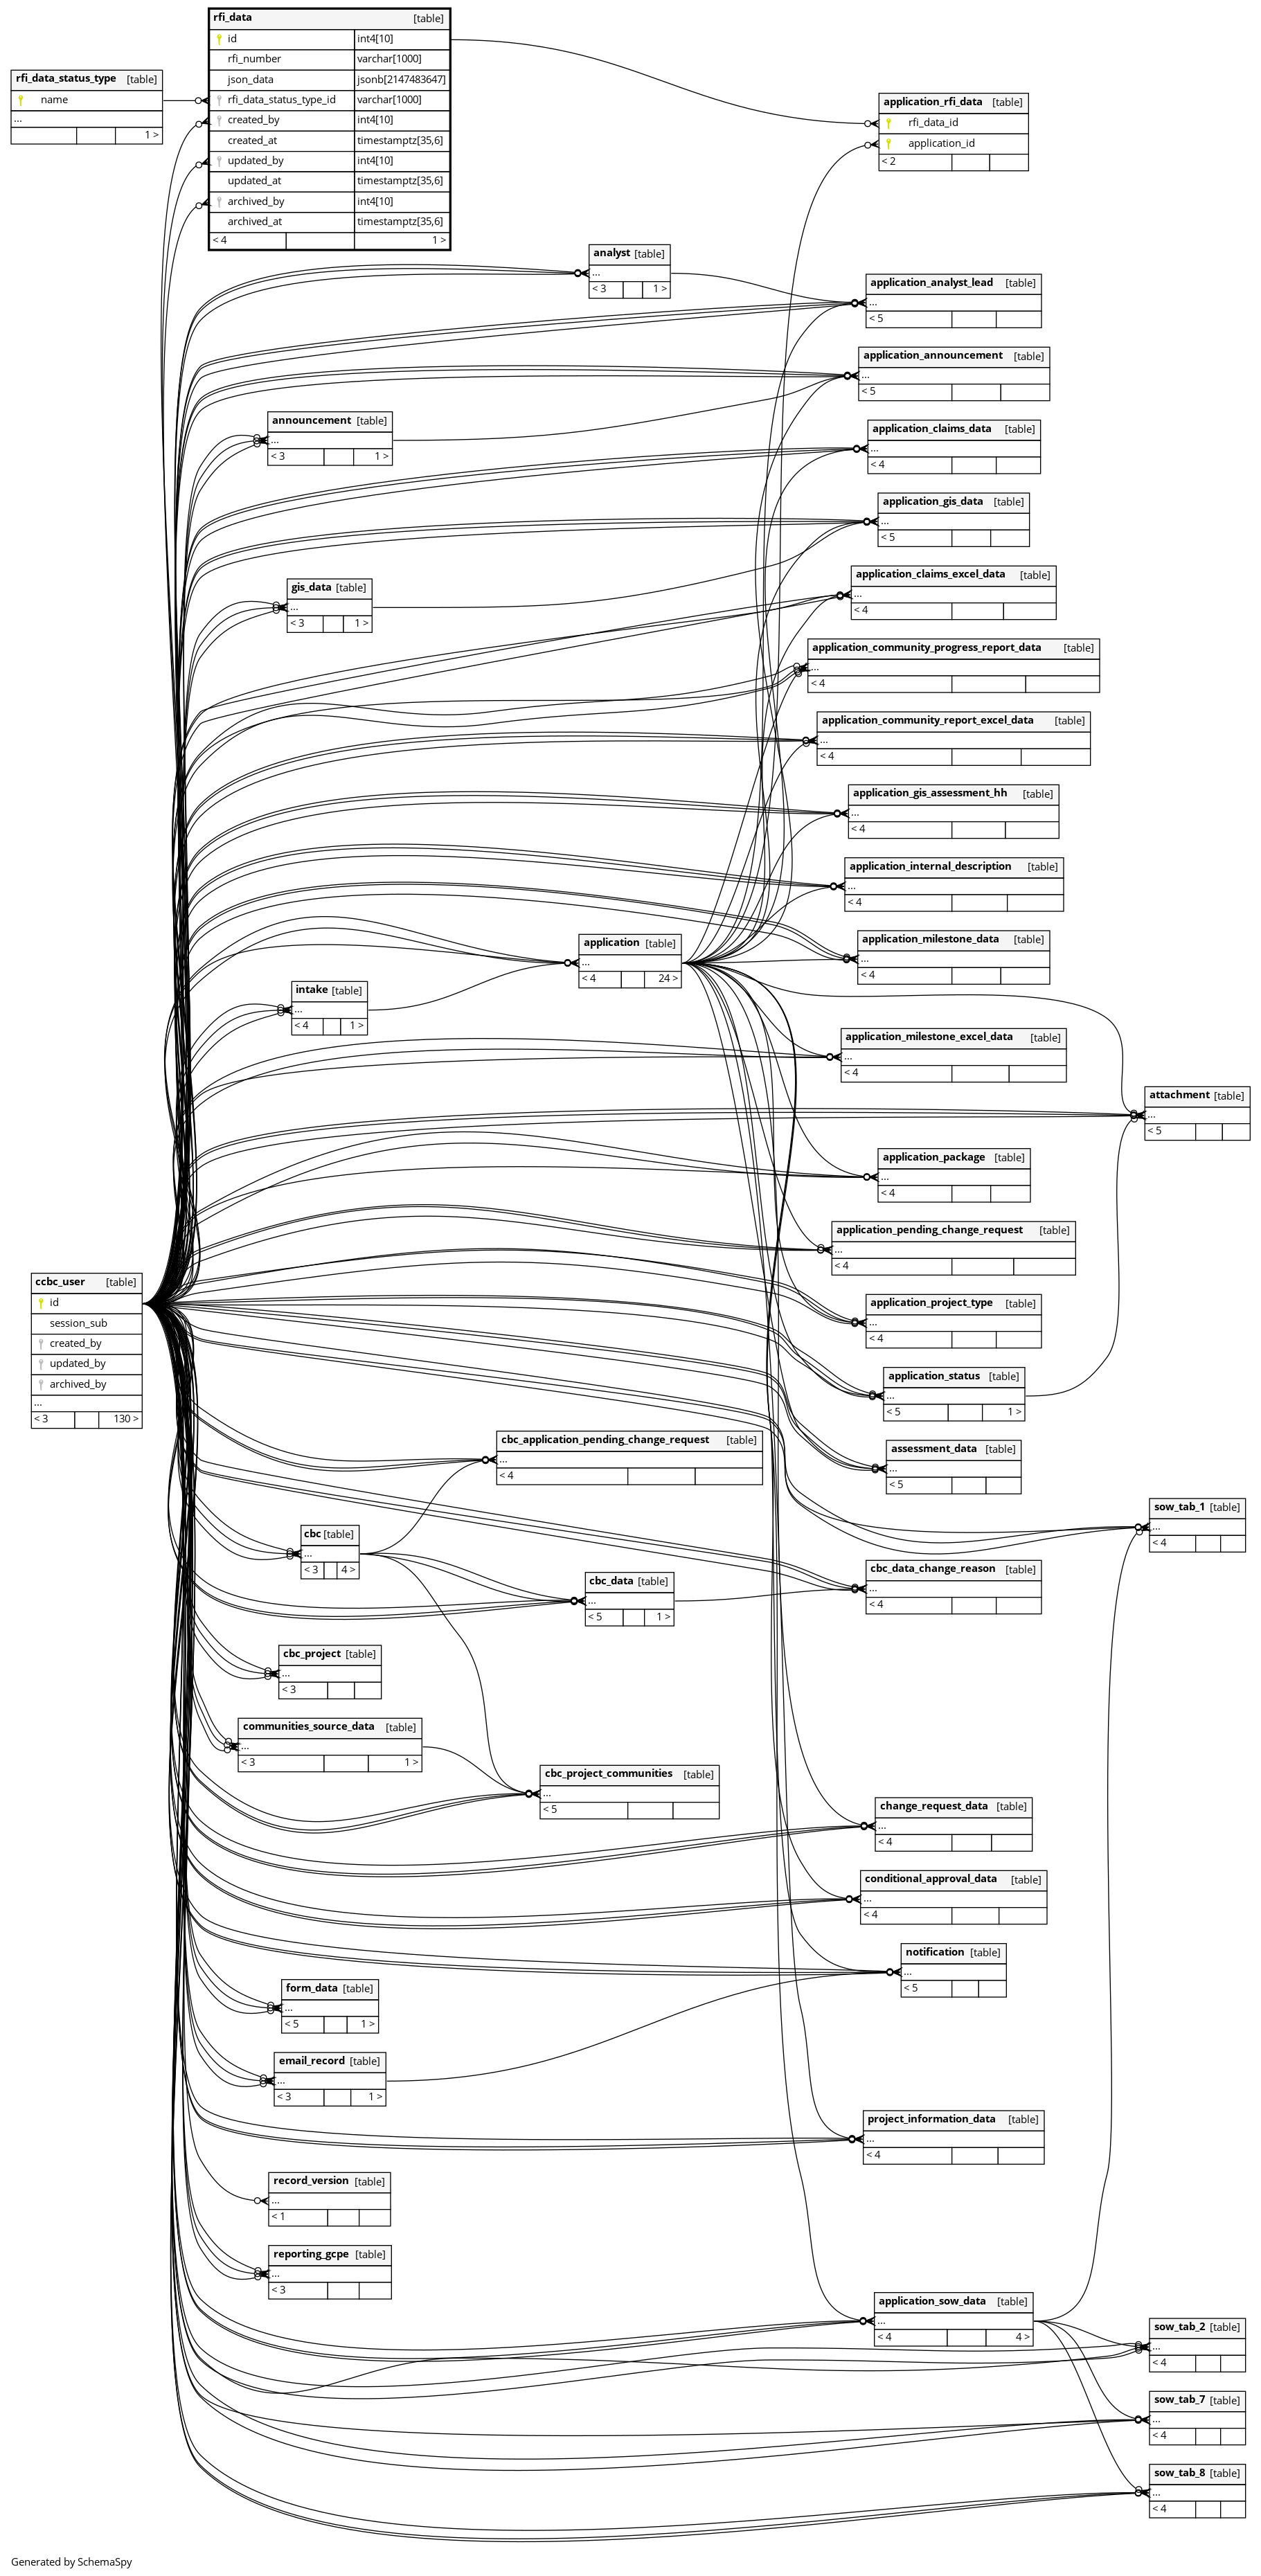 rfi_data [table]
id int4[10]
rfi_number varchar[1000]
json_data jsonb[2147483647]
rfi_data_status_type_id varchar[1000]
created_by int4[10]
created_at timestamptz[35,6]
updated_by int4[10]
updated_at timestamptz[35,6]
archived_by int4[10]
archived_at timestamptz[35,6]
< 4 1 >
rfi_data_status_type [table]
name
...
1 >
application_rfi_data [table]
rfi_data_id
application_id
< 2
analyst [table]
...
< 3 1 >
application_analyst_lead [table]
...
< 5
application_announcement [table]
...
< 5
announcement [table]
...
< 3 1 >
application_claims_data [table]
...
< 4
application_gis_data [table]
...
< 5
gis_data [table]
...
< 3 1 >
application_claims_excel_data [table]
...
< 4
application_community_progress_report_data [table]
...
< 4
application_community_report_excel_data [table]
...
< 4
application_gis_assessment_hh [table]
...
< 4
application_internal_description [table]
...
< 4
application [table]
...
< 4 24 >
application_milestone_data [table]
...
< 4
intake [table]
...
< 4 1 >
application_milestone_excel_data [table]
...
< 4
attachment [table]
...
< 5
application_package [table]
...
< 4
application_pending_change_request [table]
...
< 4
ccbc_user [table]
id
session_sub
created_by
updated_by
archived_by
...
< 3 130 >
application_project_type [table]
...
< 4
application_status [table]
...
< 5 1 >
cbc_application_pending_change_request [table]
...
< 4
assessment_data [table]
...
< 5
sow_tab_1 [table]
...
< 4
cbc [table]
...
< 3 4 >
cbc_data_change_reason [table]
...
< 4
cbc_data [table]
...
< 5 1 >
cbc_project [table]
...
< 3
communities_source_data [table]
...
< 3 1 >
cbc_project_communities [table]
...
< 5
change_request_data [table]
...
< 4
conditional_approval_data [table]
...
< 4
notification [table]
...
< 5
form_data [table]
...
< 5 1 >
email_record [table]
...
< 3 1 >
project_information_data [table]
...
< 4
record_version [table]
...
< 1
reporting_gcpe [table]
...
< 3
application_sow_data [table]
...
< 4 4 >
sow_tab_2 [table]
...
< 4
sow_tab_7 [table]
...
< 4
sow_tab_8 [table]
...
< 4
Generated by SchemaSpy